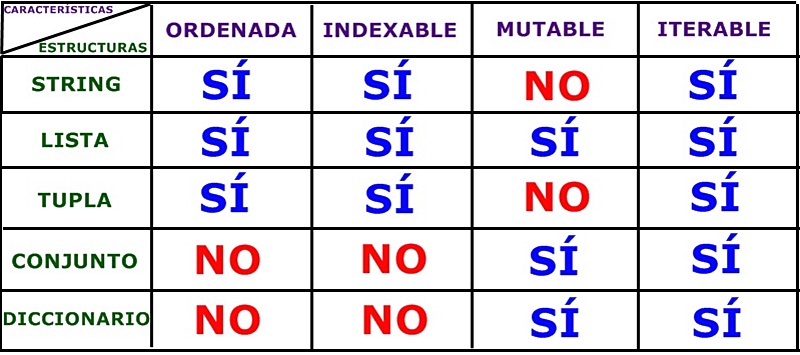 CARACTERÍSTICAS
ESTRUCTURAS
ORDENADA INDEXABLE MUTABLE ITERABLE
STRING SÍ SÍ NO SÍ
LISTA SÍ SÍ SÍ SÍ
TUPLA SÍ SÍ NO SÍ
CONJUNTO NO NO SÍ SÍ
DICCIONARIO NO NO SÍ SÍ